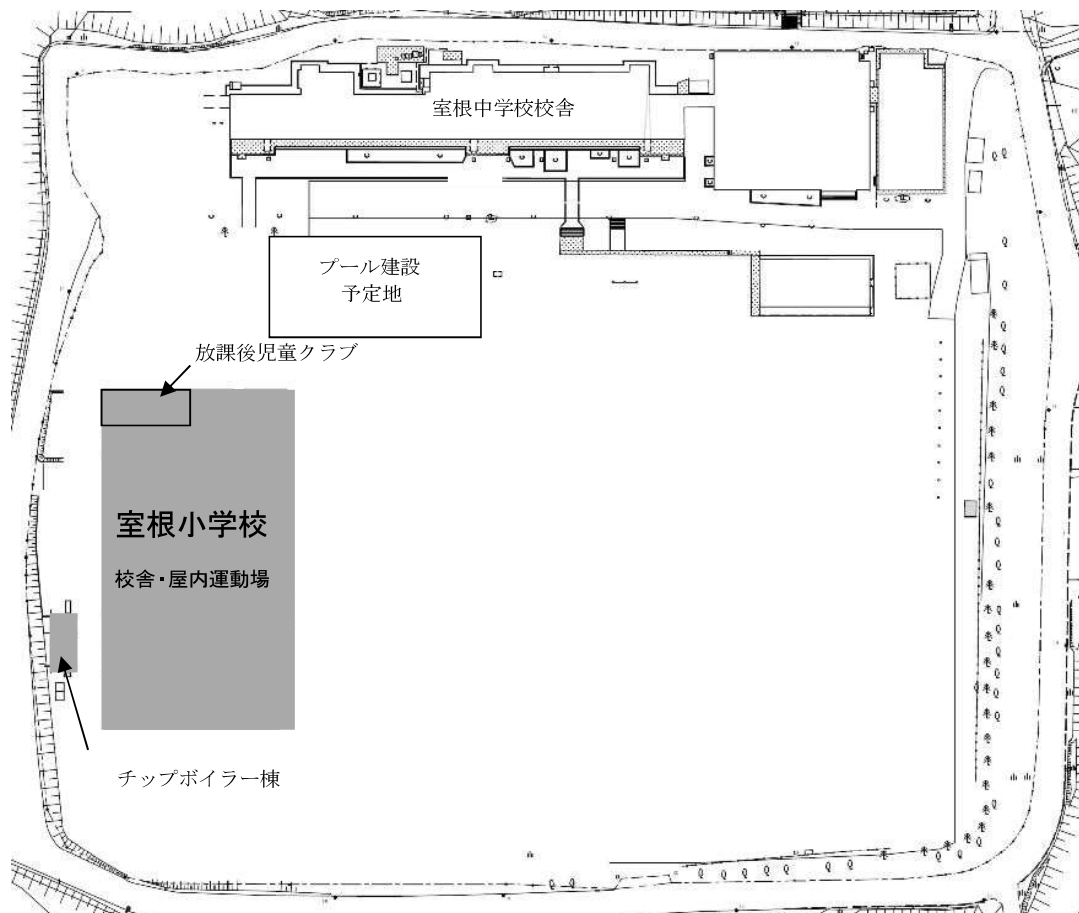 室根中学校校舎
プール建設
予定地
放課後児童クラブ
室根小学校
校舎・屋内運動場
チップボイラー棟